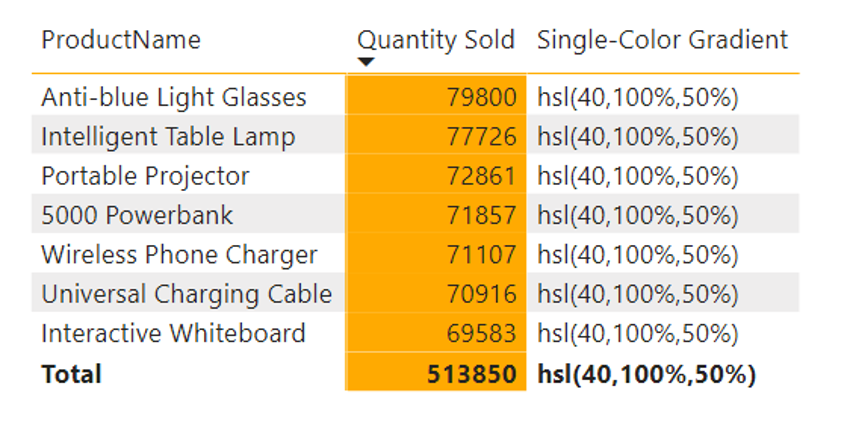 ProductName Quantity Sold Single-Color Gradient
Anti-blue Light Glasses 79800 hsl(40,100%,50%)
Intelligent Table Lamp 77726 hsl(40,100%,50%)
Portable Projector 72861 hsl(40,100%,50%)
5000 Powerbank 71857 hsl(40,100%,50%)
Wireless Phone Charger 71107 hsl(40,100%,50%)
Universal Charging Cable 70916 hsl(40,100%,50%)
Interactive Whiteboard 69583 hsl(40,100%,50%)
Total 513850 hsl(40,100%,50%)